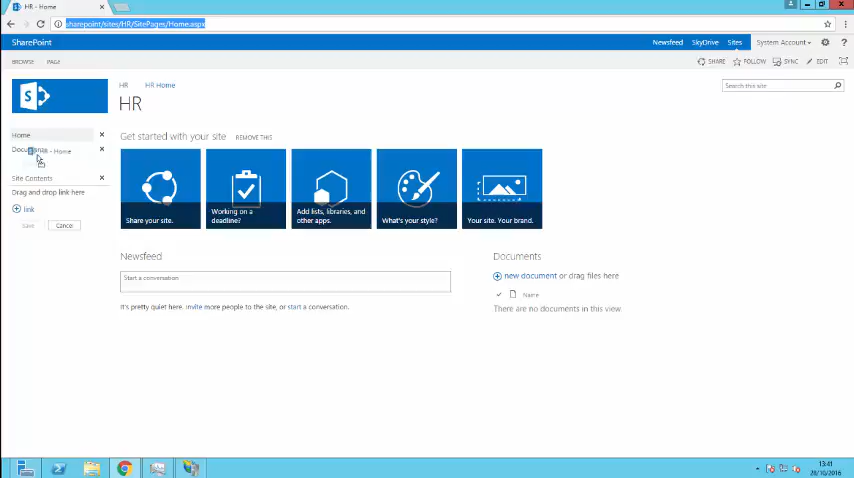 HR - Home
sharepoint/sites/HR/SitePages/Home.aspx
SharePoint
Newsfeed SkyDrive Sites System Account
BROWSE PAGE
SHARE FOLLOW SYNC EDIT
S
HR HR Home
Search this site
HR
Home
Get started with your site REMOVE THIS
HR - Home
Site Contents
Drag and drop link here
link
Save Cancel
Share your site.
Working on a deadline?
Add lists, libraries, and other apps.
What's your style?
Your site. Your brand.
Newsfeed
Start a conversation
It's pretty quiet here. Invite more people to the site, or start a conversation.
Documents
new document or drag files here
Name
There are no documents in this view.
13:41
28/10/2016